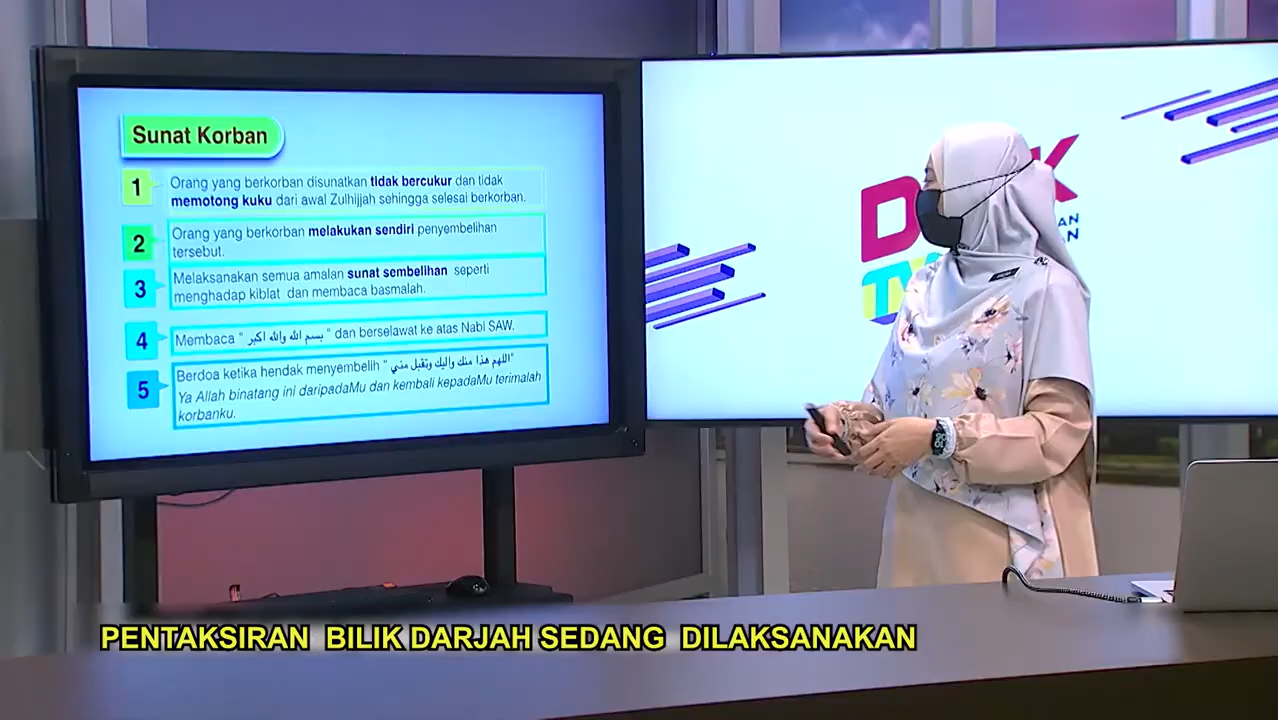 Sunat Korban
1
Orang yang berkorban disunatkan tidak bercukur dan tidak
memotong kuku dari awal Zulhijjah sehingga selesai berkorban.
2
Orang yang berkorban melakukan sendiri penyembelihan
tersebut.
3
Melaksanakan semua amalan sunat sembelihan seperti
menghadap kiblat dan membaca basmalah.
4
Membaca " بسم الله والله اكبر " dan berselawat ke atas Nabi SAW.
5
Berdoa ketika hendak menyembelih " اللهم هذا منك واليك وتقبل مني"
Ya Allah binatang ini daripadaMu dan kembali kepadaMu terimalah
korbanku.
PENTAKSIRAN BILIK DARJAH SEDANG DILAKSANAKAN